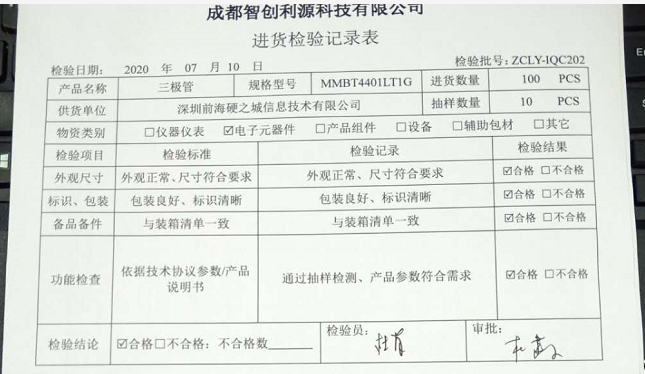 成都智创利源科技有限公司
进货检验记录表
检验日期： 2020 年 07 月 10 日 检验批号：ZCLY-IQC202
产品名称 三极管 规格型号 MMBT4401LT1G 进货数量 100 PCS
供货单位 深圳前海硬之城信息技术有限公司 抽样数量 10 PCS
物资类别 □仪器仪表 ☑电子元器件 □产品组件 □设备 □辅助包材 □其它
检验项目 检验标准 检验记录 检验结果
外观尺寸 外观正常、尺寸符合要求 外观正常、尺寸符合要求 ☑合格 □不合格
标识、包装 包装良好、标识清晰 包装良好、标识清晰 ☑合格 □不合格
备品备件 与装箱清单一致 与装箱清单一致 ☑合格 □不合格
功能检查 依据技术协议参数/产品说明书 通过抽样检测、产品参数符合需求 ☑合格 □不合格
检验结论 ☑合格□不合格：不合格数______ 检验员： 审批：